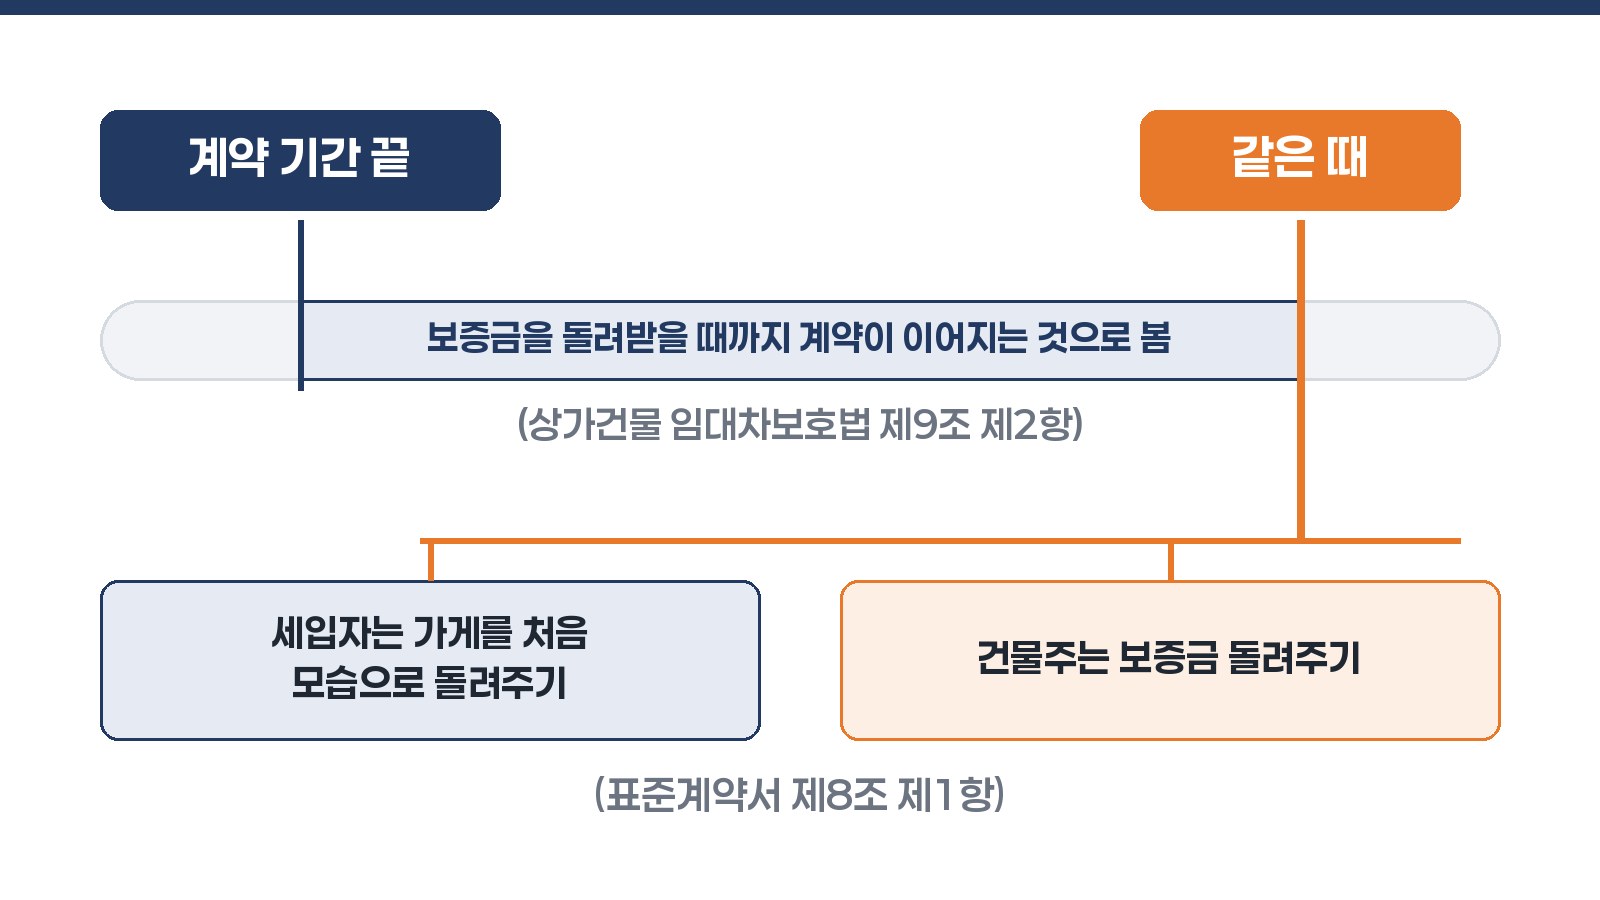 계약 기간 끝
같은 때
보증금을 돌려받을 때까지 계약이 이어지는 것으로 봄
(상가건물 임대차보호법 제9조 제2항)
세입자는 가게를 처음
모습으로 돌려주기
건물주는 보증금 돌려주기
(표준계약서 제8조 제1항)